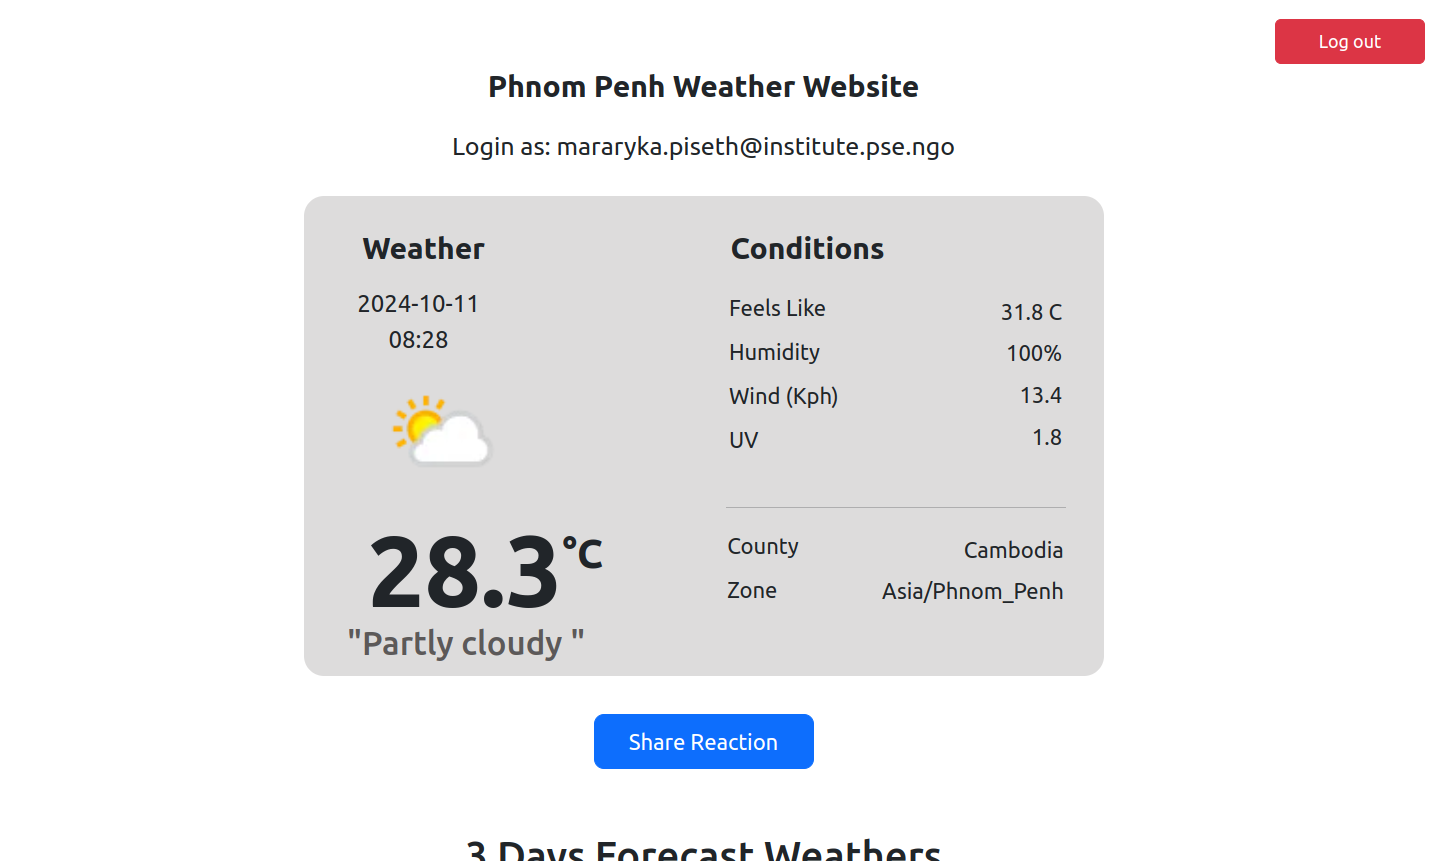 Log out
Phnom Penh Weather Website
Login as: mararyka.piseth@institute.pse.ngo
Weather
2024-10-11
08:28
28.3°C
"Partly cloudy "
Conditions
Feels Like 31.8 C
Humidity 100%
Wind (Kph) 13.4
UV 1.8
County Cambodia
Zone Asia/Phnom_Penh
Share Reaction
3 Days Forecast Weathers